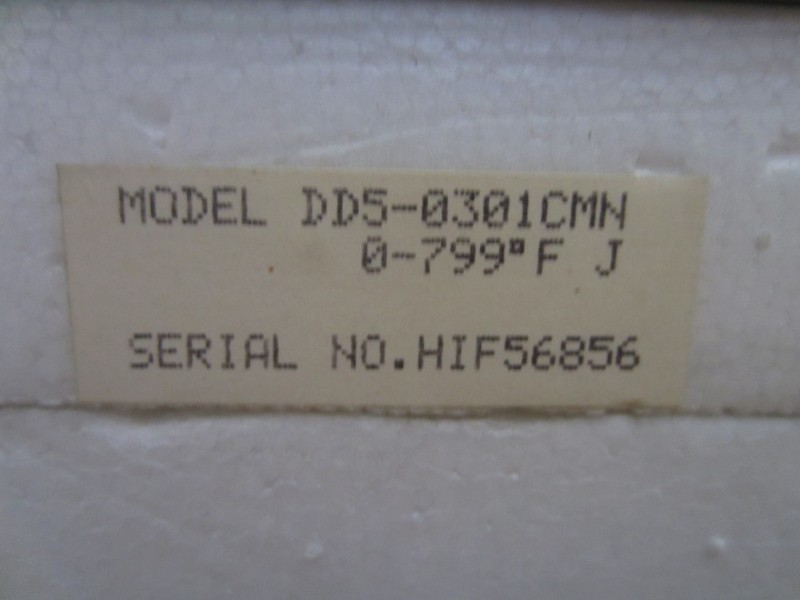 MODEL DD5-0301CMN
0-799°F J
SERIAL NO.HIF56856